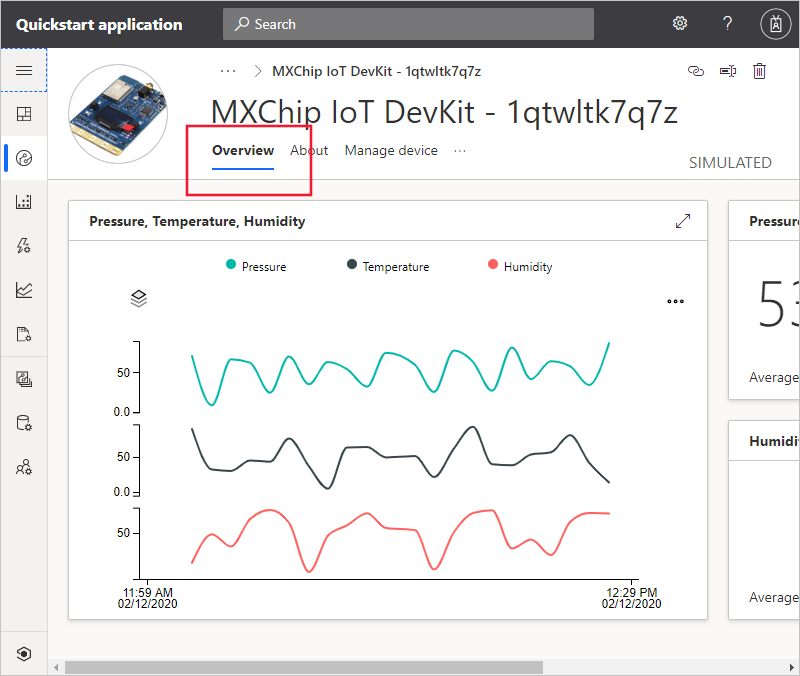 Quickstart application
Search
?
··· > MXChip IoT DevKit - 1qtwltk7q7z
MXChip IoT DevKit - 1qtwltk7q7z
Overview About Manage device ···
SIMULATED
Pressure, Temperature, Humidity
Pressure Temperature Humidity
50
0.0
50
0.0
50
11:59 AM
02/12/2020
12:29 PM
02/12/2020
Pressur
53
Average
Humidi
Average